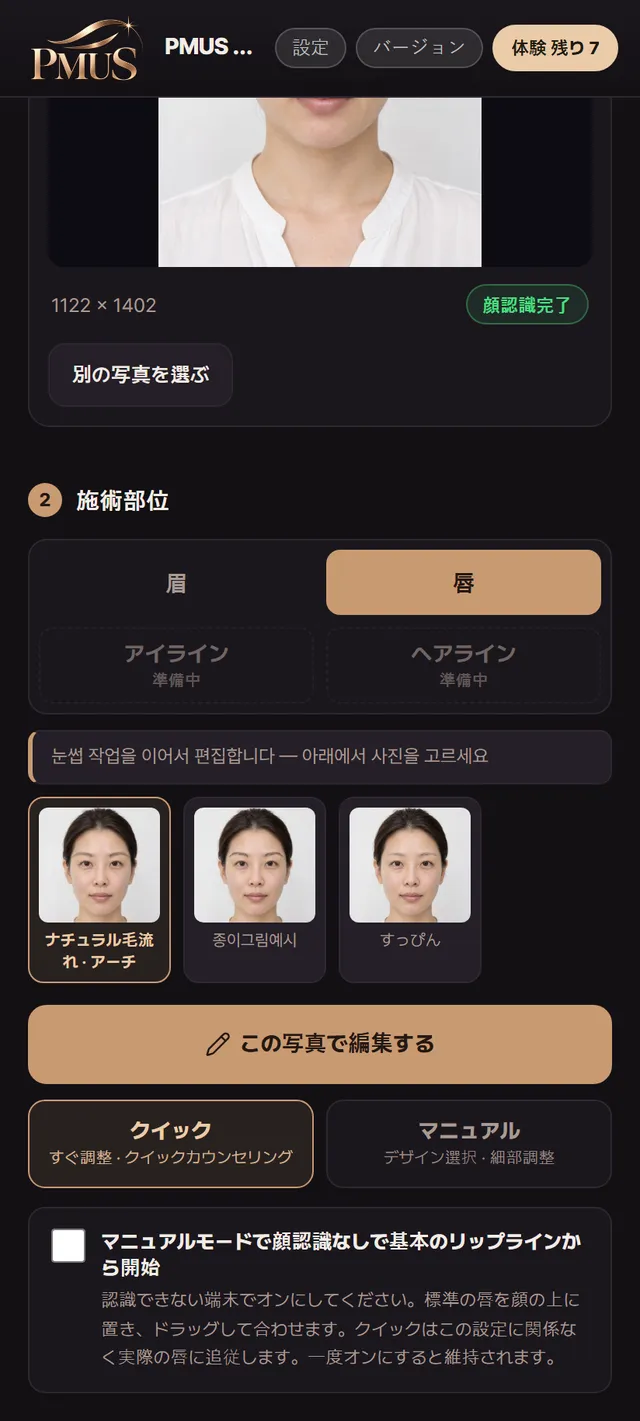 PMUS
PMUS ...
設定
バージョン
体験 残り 7
1122 × 1402
顔認識完了
別の写真を選ぶ
2 施術部位
眉
唇
アイライン
準備中
ヘアライン
準備中
눈썹 작업을 이어서 편집합니다 — 아래에서 사진을 고르세요
ナチュラル毛流
れ · アーチ
종이그림예시
すっぴん
この写真で編集する
クイック
すぐ調整 · クイックカウンセリング
マニュアル
デザイン選択 · 細部調整
マニュアルモードで顔認識なしで基本のリップラインか
ら開始
認識できない端末でオンにしてください。標準の唇を顔の上に
置き、ドラッグして合わせます。クイックはこの設定に関係な
く実際の唇に追従します。一度オンにすると維持されます。